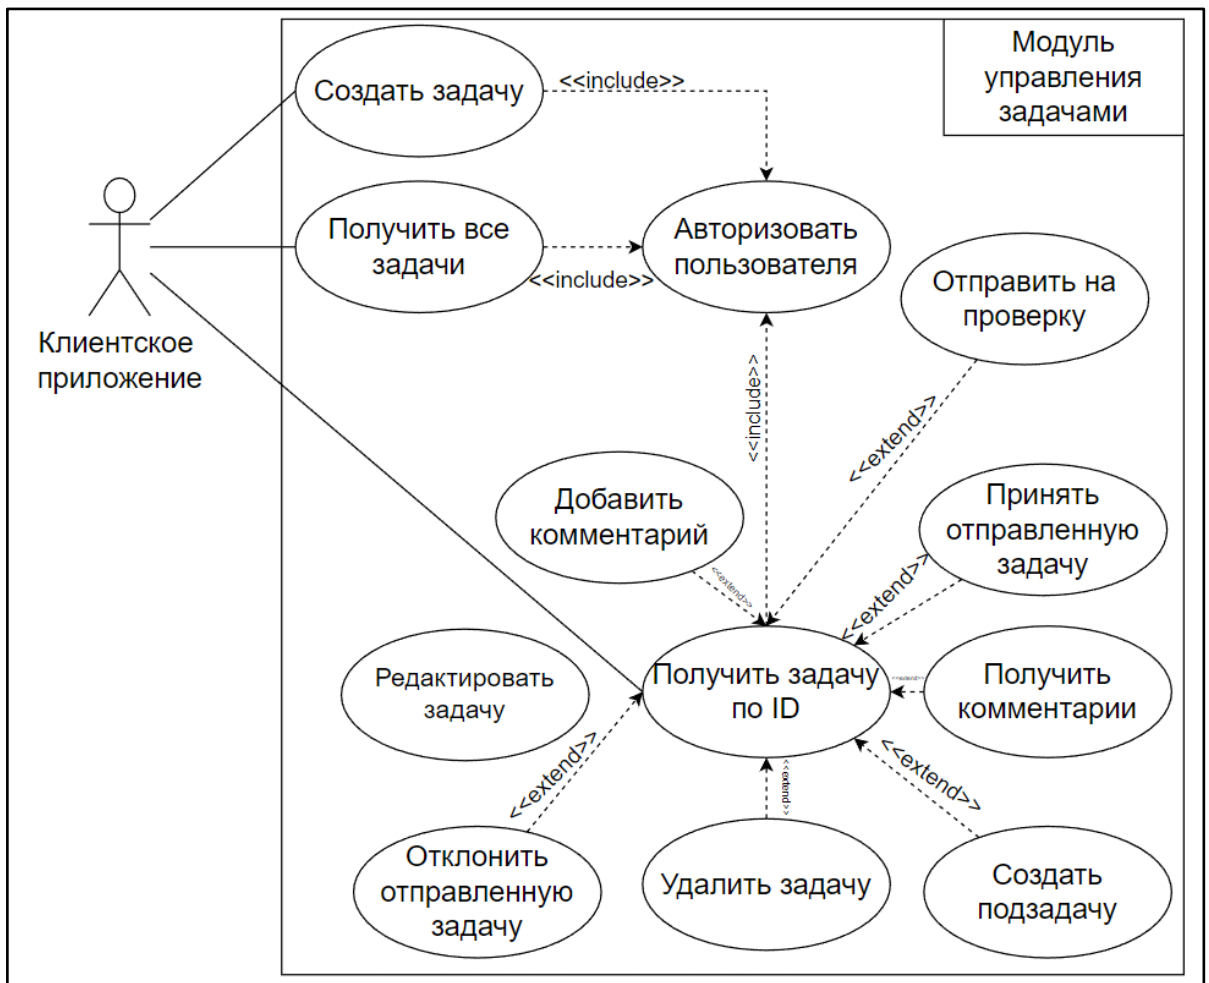 Модуль
управления
задачами
Создать задачу
<<include>>
Получить все
задачи
<<include>>
Авторизовать
пользователя
Отправить на
проверку
Клиентское
приложение
<<include>>
<<extend>>
Добавить
комментарий
<<extend>>
Принять
отправленную
задачу
<<extend>>
Редактировать
задачу
Получить задачу
по ID
<<extend>>
Получить
комментарии
<<extend>>
<<extend>>
<<extend>>
Отклонить
отправленную
задачу
Удалить задачу
Создать
подзадачу